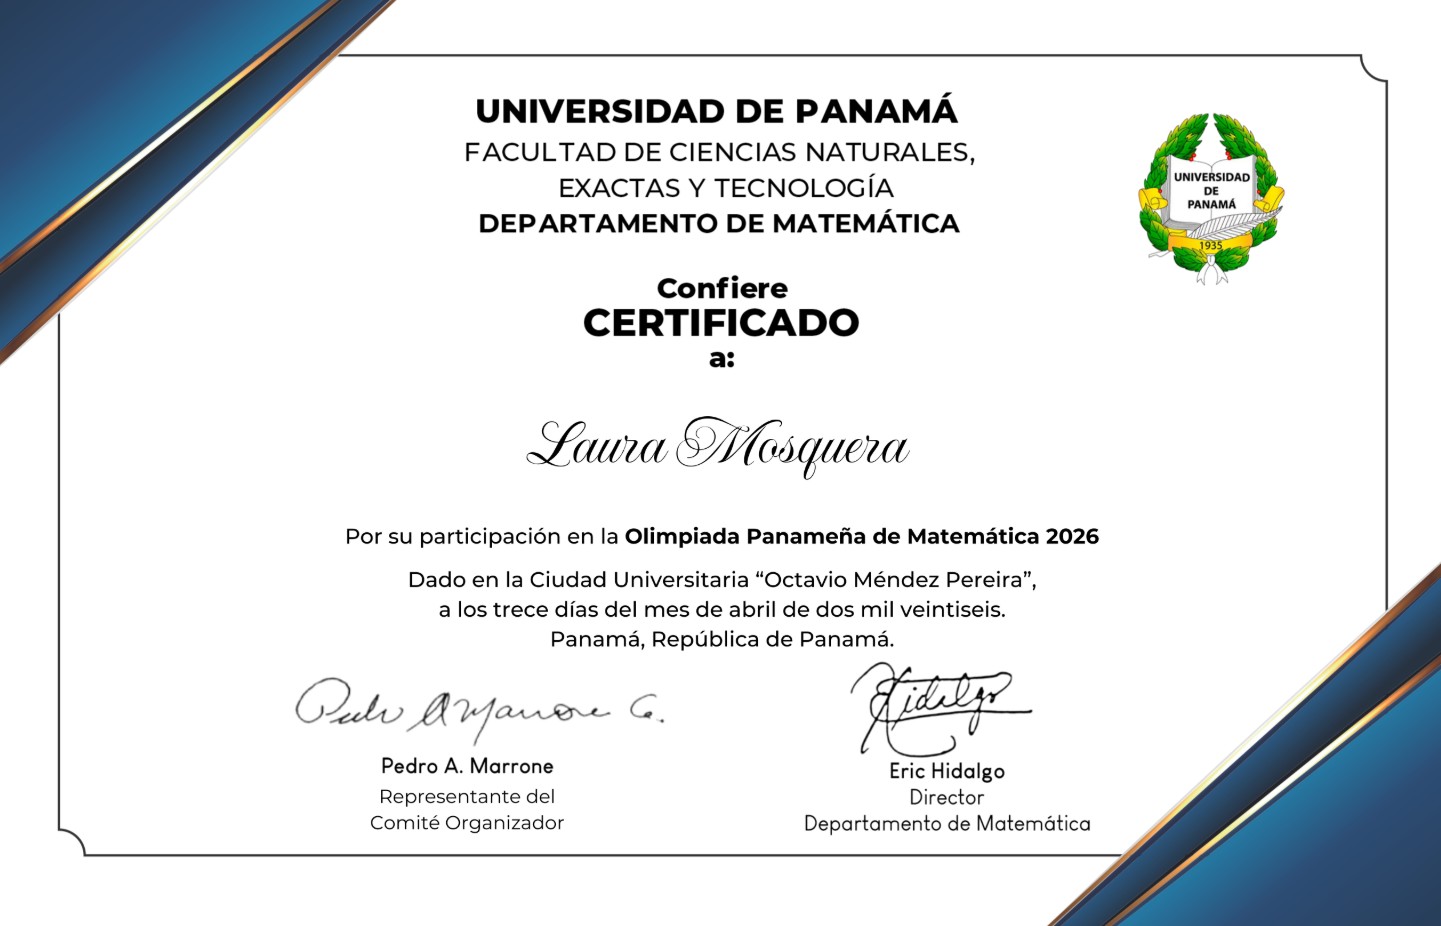 UNIVERSIDAD DE PANAMÁ
FACULTAD DE CIENCIAS NATURALES,
EXACTAS Y TECNOLOGÍA
DEPARTAMENTO DE MATEMÁTICA
UNIVERSIDAD
DE
PANAMÁ
1935
Confiere
CERTIFICADO
a:
Laura Mosquera
Por su participación en la Olimpiada Panameña de Matemática 2026
Dado en la Ciudad Universitaria “Octavio Méndez Pereira”,
a los trece días del mes de abril de dos mil veintiseis.
Panamá, República de Panamá.
Pedro A Marrone G.
EHidalgo
Pedro A. Marrone
Representante del
Comité Organizador
Eric Hidalgo
Director
Departamento de Matemática